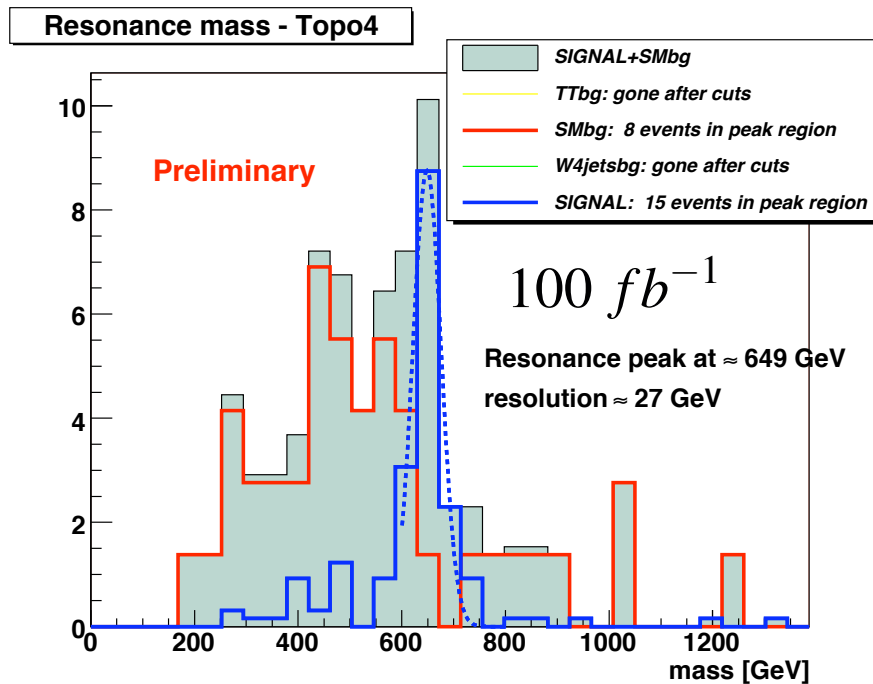 Resonance mass - Topo4
SIGNAL+SMbg
TTbg: gone after cuts
SMbg: 8 events in peak region
W4jetsbg: gone after cuts
SIGNAL: 15 events in peak region
Preliminary
100 fb⁻¹
Resonance peak at ≈ 649 GeV
resolution ≈ 27 GeV
10
8
6
4
2
0
0 200 400 600 800 1000 1200
mass [GeV]